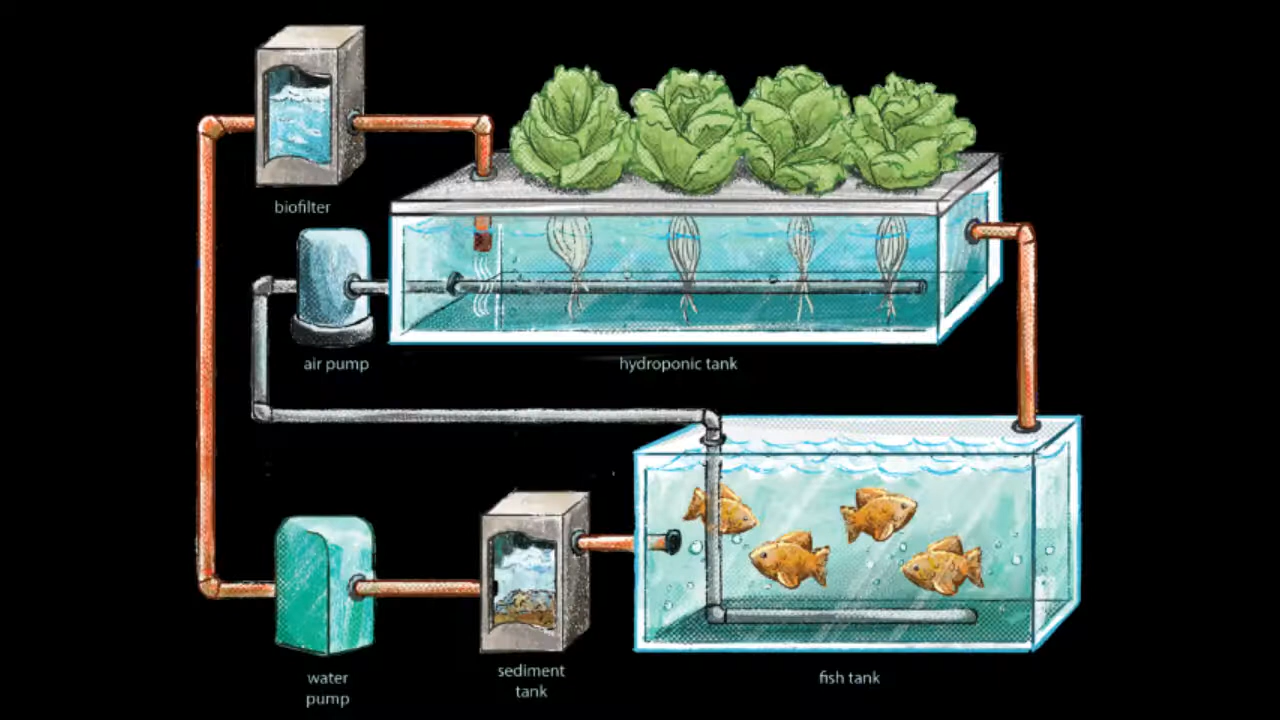 biofilter
air pump
hydroponic tank
sediment
tank
water
pump
fish tank